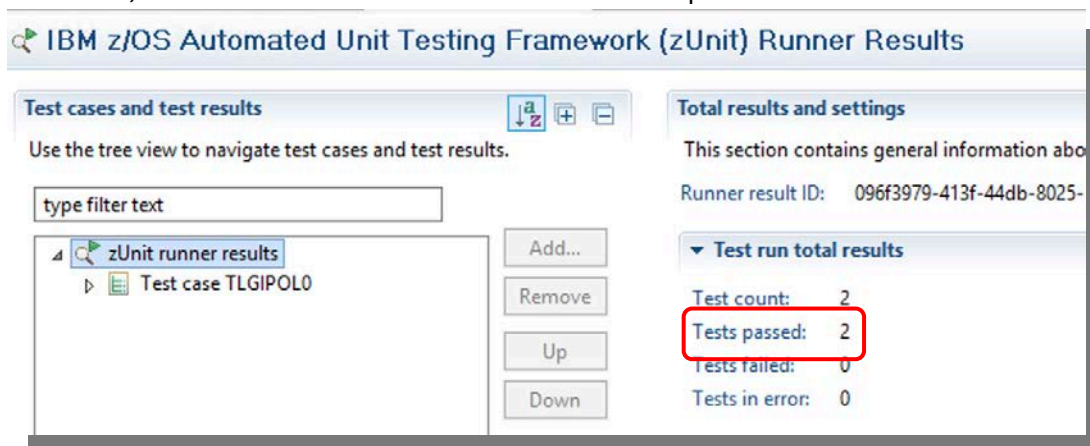 IBM z/OS Automated Unit Testing Framework (zUnit) Runner Results
Test cases and test results
Use the tree view to navigate test cases and test results.
type filter text
zUnit runner results
Test case TLGIPOL0
Add...
Remove
Up
Down
Total results and settings
This section contains general information abo
Runner result ID: 096f3979-413f-44db-8025-
Test run total results
Test count: 2
Tests passed: 2
Tests failed: 0
Tests in error: 0